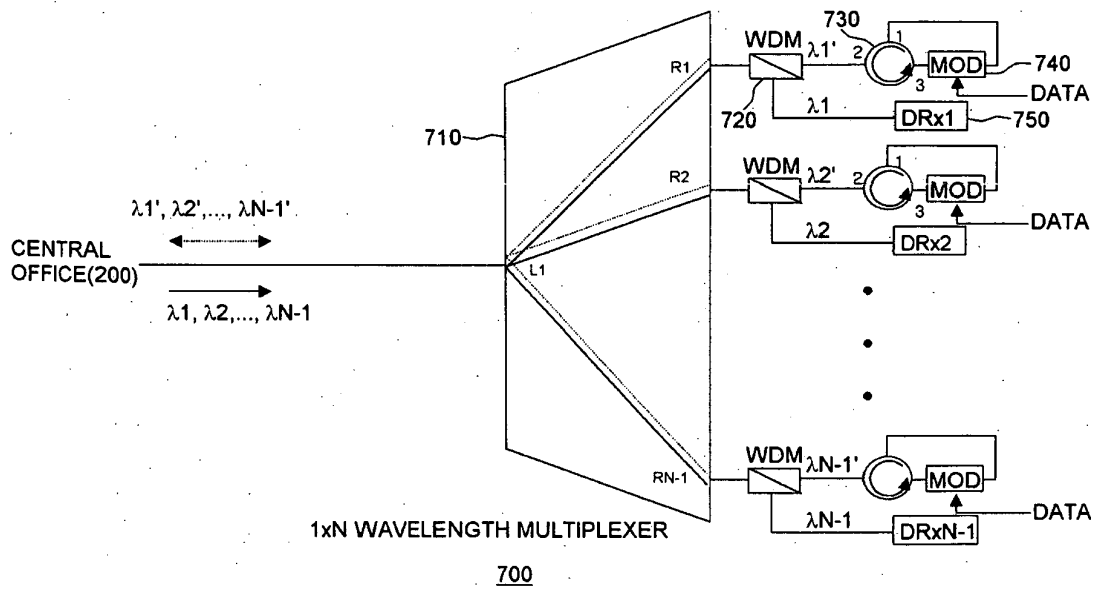 WDM
λ1'
730
1
2
3
MOD
740
DATA
R1
710
720
λ1
DRx1
750
R2
WDM
λ2'
1
2
3
MOD
DATA
λ2
DRx2
λ1', λ2',..., λN-1'
CENTRAL
OFFICE(200)
λ1, λ2,..., λN-1
L1
RN-1
WDM
λN-1'
MOD
DATA
λN-1
DRxN-1
1xN WAVELENGTH MULTIPLEXER
700